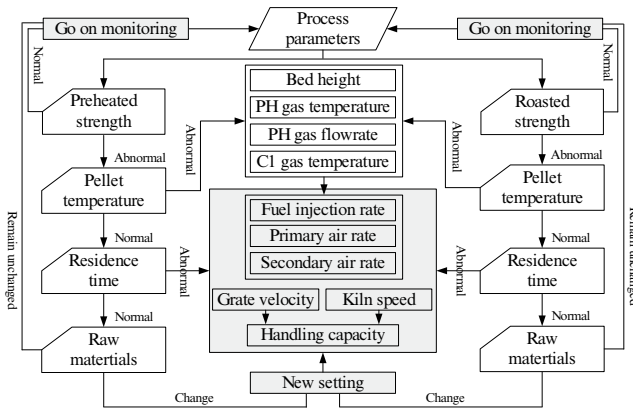 Go on monitoring
Process
parameters
Go on monitoring
Normal
Normal
Preheated
strength
Bed height
PH gas temperature
PH gas flowrate
C1 gas temperature
Roasted
strength
Abnormal
Abnormal
Abnormal
Abnormal
Pellet
temperature
Pellet
temperature
Fuel injection rate
Primary air rate
Secondary air rate
Normal
Normal
Remain unchanged
Residence
time
Abnormal
Abnormal
Residence
time
Grate velocity
Kiln speed
Handling capacity
Normal
Normal
Raw
matertials
Raw
matertials
New setting
Change
Change